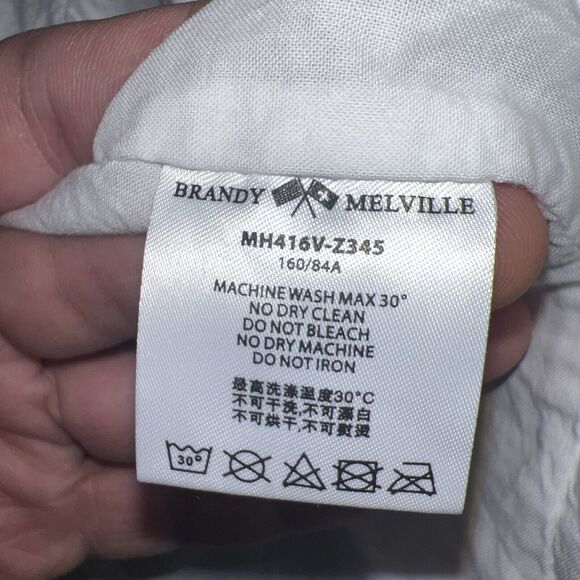 BRANDY MELVILLE
MH416V-Z345
160/84A
MACHINE WASH MAX 30°
NO DRY CLEAN
DO NOT BLEACH
NO DRY MACHINE
DO NOT IRON
最高洗涤温度30°C
不可干洗,不可漂白
不可烘干,不可熨烫
30°